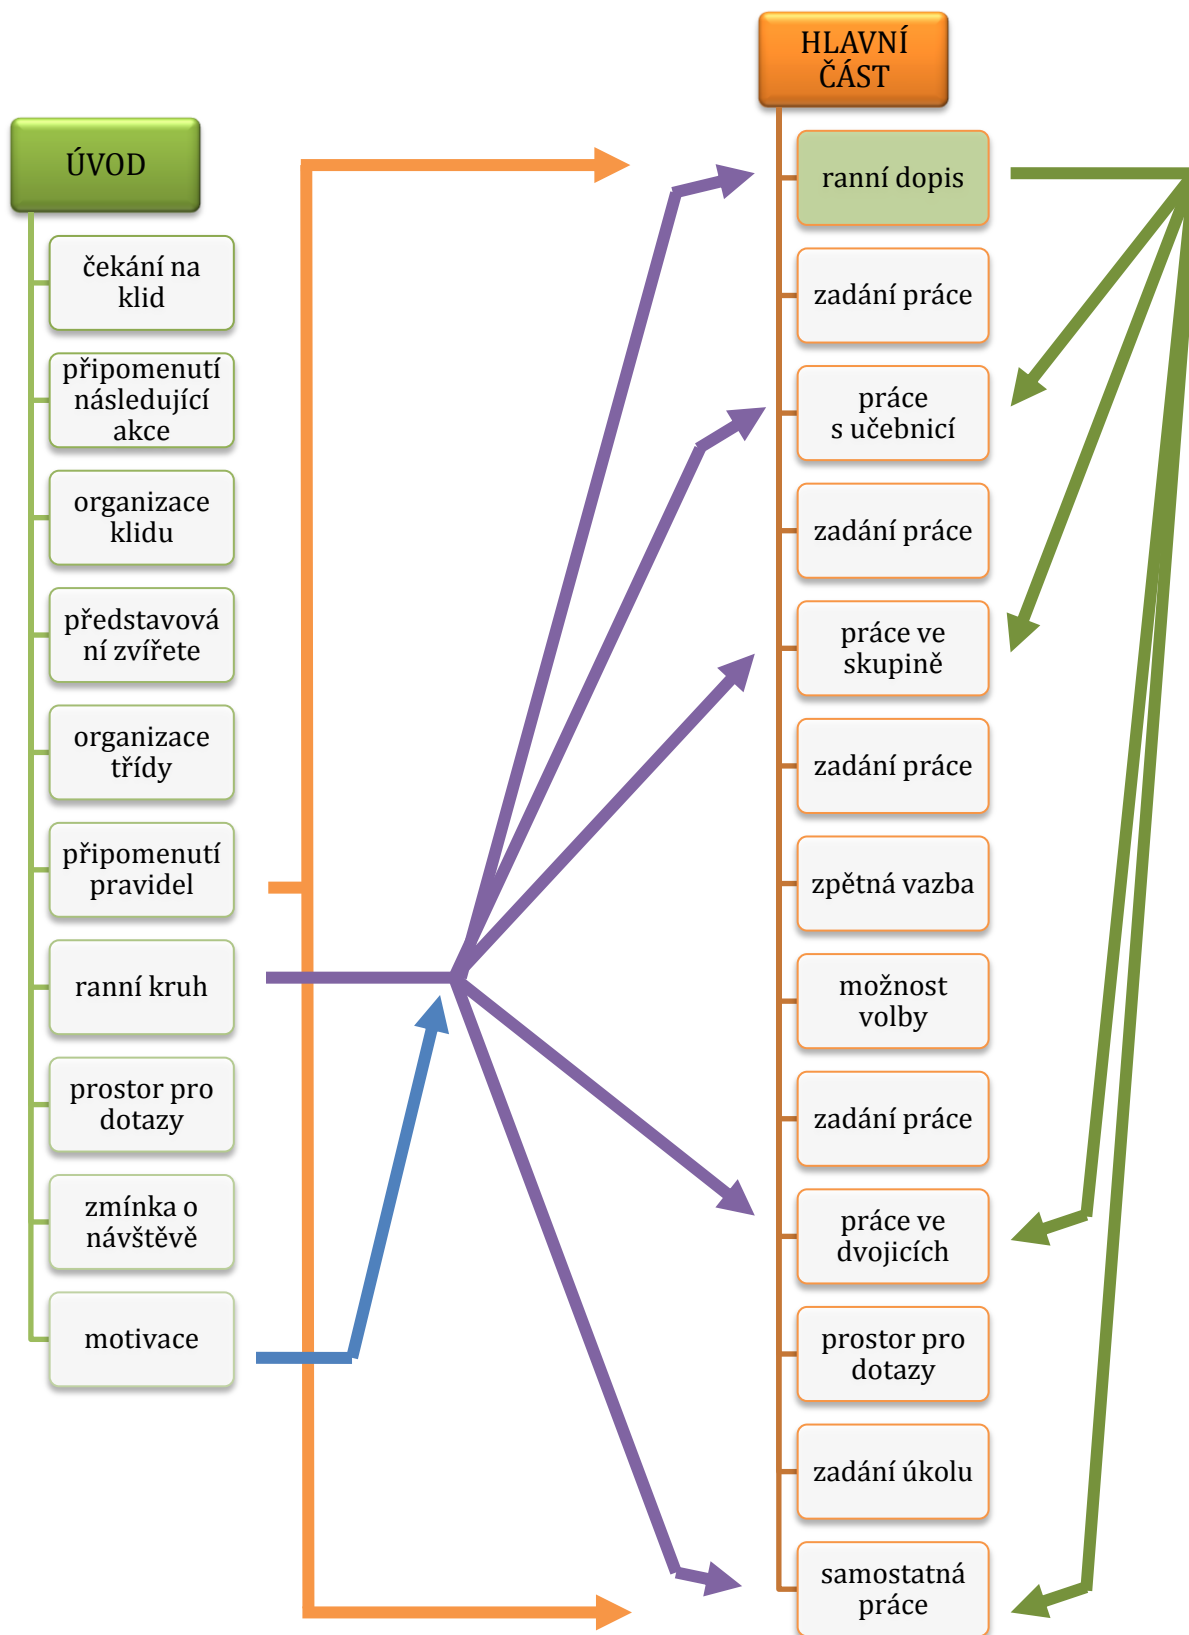 ÚVOD
čekání na
klid
připomenutí
následující
akce
organizace
klidu
představová
ní zvířete
organizace
třídy
připomenutí
pravidel
ranní kruh
prostor pro
dotazy
zmínka o
návštěvě
motivace
HLAVNÍ
ČÁST
ranní dopis
zadání práce
práce
s učebnicí
zadání práce
práce ve
skupině
zadání práce
zpětná vazba
možnost
volby
zadání práce
práce ve
dvojicích
prostor pro
dotazy
zadání úkolu
samostatná
práce